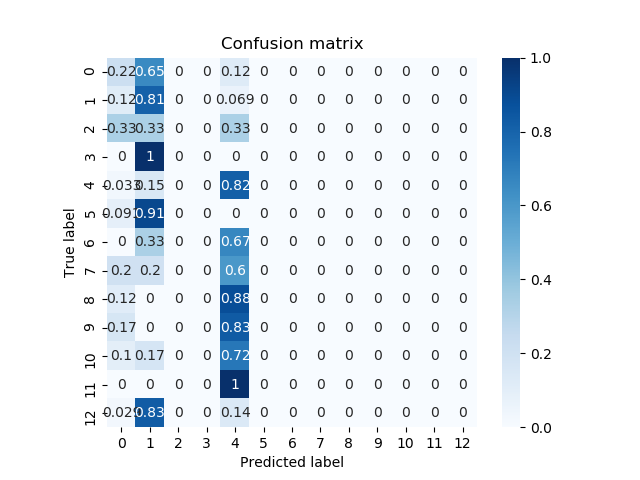 Confusion matrix
True label
0 0.22 0.65 0 0 0.12 0 0 0 0 0 0 0 0
1 0.12 0.81 0 0 0.069 0 0 0 0 0 0 0 0
2 0.33 0.33 0 0 0.33 0 0 0 0 0 0 0 0
3 0 1 0 0 0 0 0 0 0 0 0 0 0
4 0.033 0.15 0 0 0.82 0 0 0 0 0 0 0 0
5 0.091 0.91 0 0 0 0 0 0 0 0 0 0 0
6 0 0.33 0 0 0.67 0 0 0 0 0 0 0 0
7 0.2 0.2 0 0 0.6 0 0 0 0 0 0 0 0
8 0.12 0 0 0 0.88 0 0 0 0 0 0 0 0
9 0.17 0 0 0 0.83 0 0 0 0 0 0 0 0
10 0.1 0.17 0 0 0.72 0 0 0 0 0 0 0 0
11 0 0 0 0 1 0 0 0 0 0 0 0 0
12 0.029 0.83 0 0 0.14 0 0 0 0 0 0 0 0
0 1 2 3 4 5 6 7 8 9 10 11 12
Predicted label
1.0
0.8
0.6
0.4
0.2
0.0